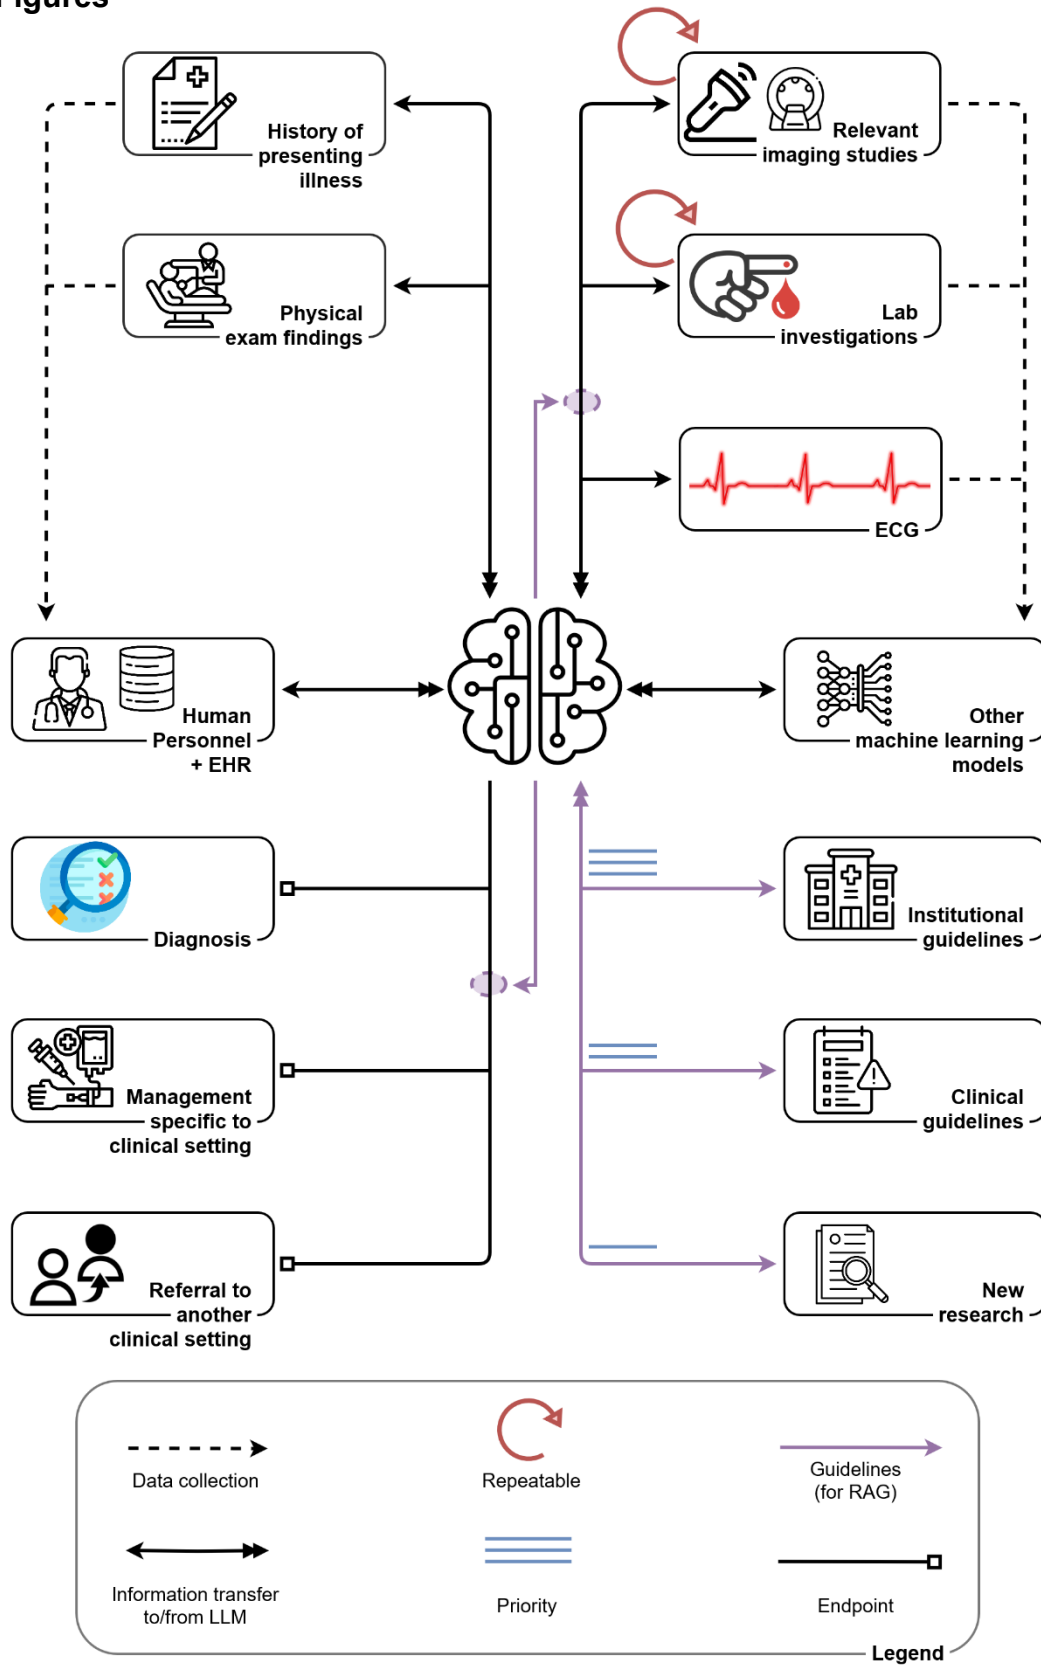 Figures
History of
presenting
illness
Relevant
imaging studies
Physical
exam findings
Lab
investigations
ECG
Human
Personnel
+ EHR
Other
machine learning
models
Diagnosis
Institutional
guidelines
Management
specific to
clinical setting
Clinical
guidelines
Referral to
another
clinical setting
New
research
Data collection
Repeatable
Guidelines
(for RAG)
Information transfer
to/from LLM
Priority
Endpoint
Legend